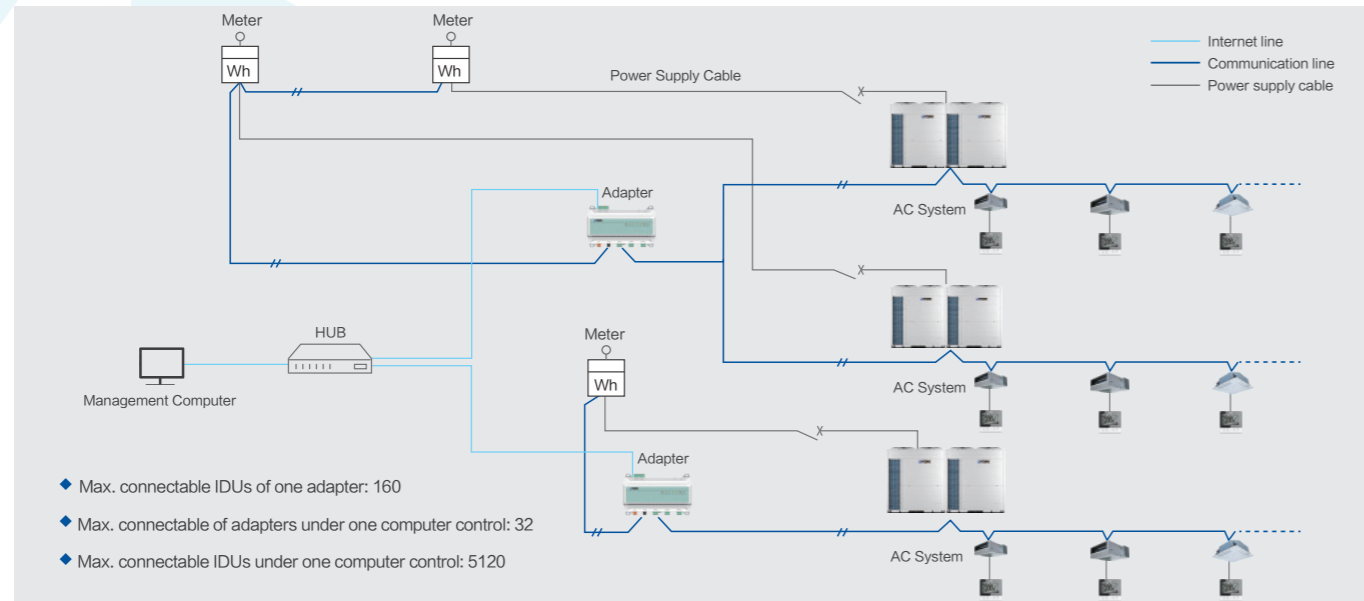 Meter
Meter
Internet line
Communication line
Power supply cable
Wh
Wh
Power Supply Cable
Adapter
AC System
HUB
Meter
Wh
Management Computer
AC System
Adapter
◆ Max. connectable IDUs of one adapter: 160
◆ Max. connectable of adapters under one computer control: 32
◆ Max. connectable IDUs under one computer control: 5120
AC System